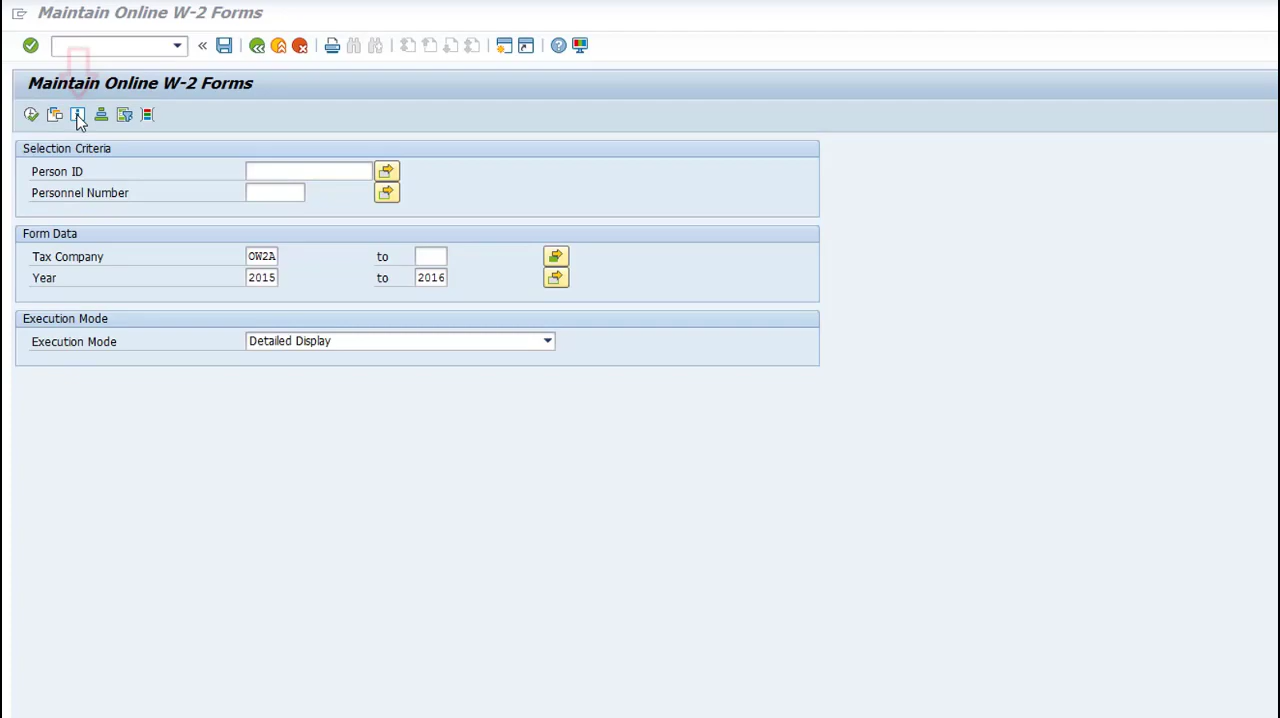 Maintain Online W-2 Forms
Maintain Online W-2 Forms
Selection Criteria
Person ID
Personnel Number
Form Data
Tax Company OW2A to
Year 2015 to 2016
Execution Mode
Execution Mode Detailed Display